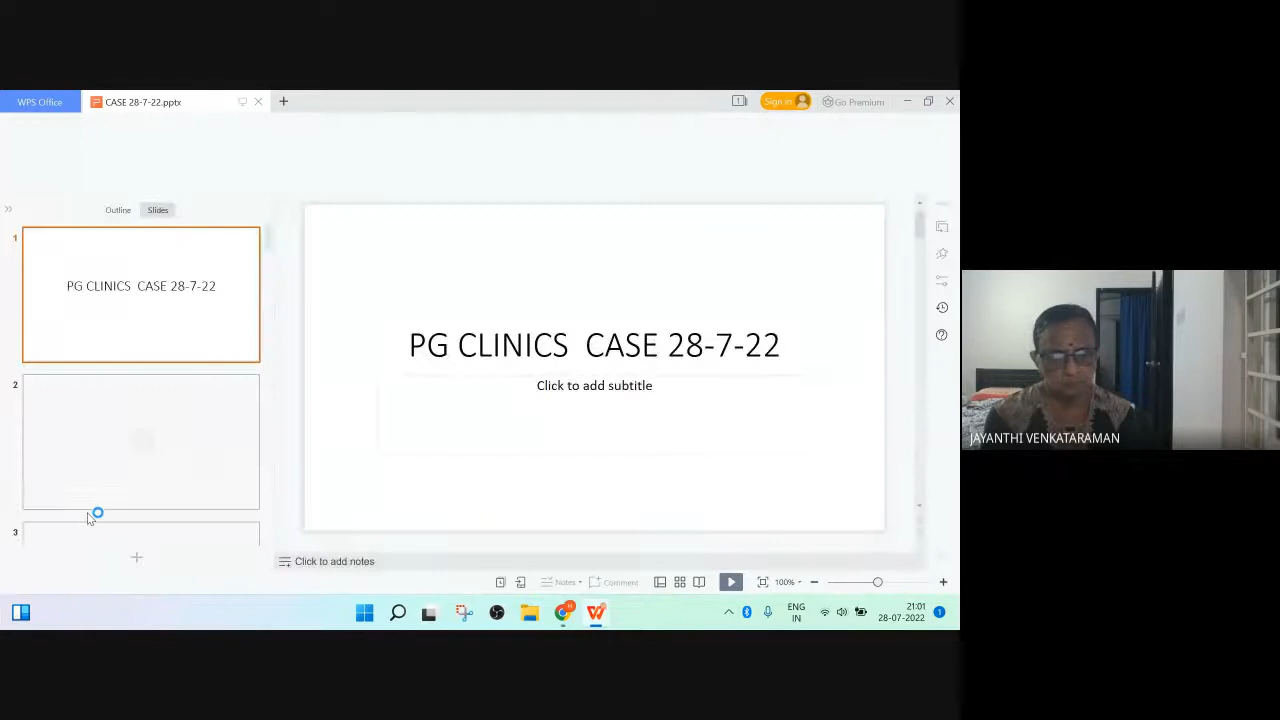 WPS Office
CASE 28-7-22.pptx
Sign in
Go Premium
Outline
Slides
1
PG CLINICS CASE 28-7-22
2
3
PG CLINICS CASE 28-7-22
Click to add subtitle
Click to add notes
Notes
Comment
100%
ENG
IN
21:01
28-07-2022
1
JAYANTHI VENKATARAMAN